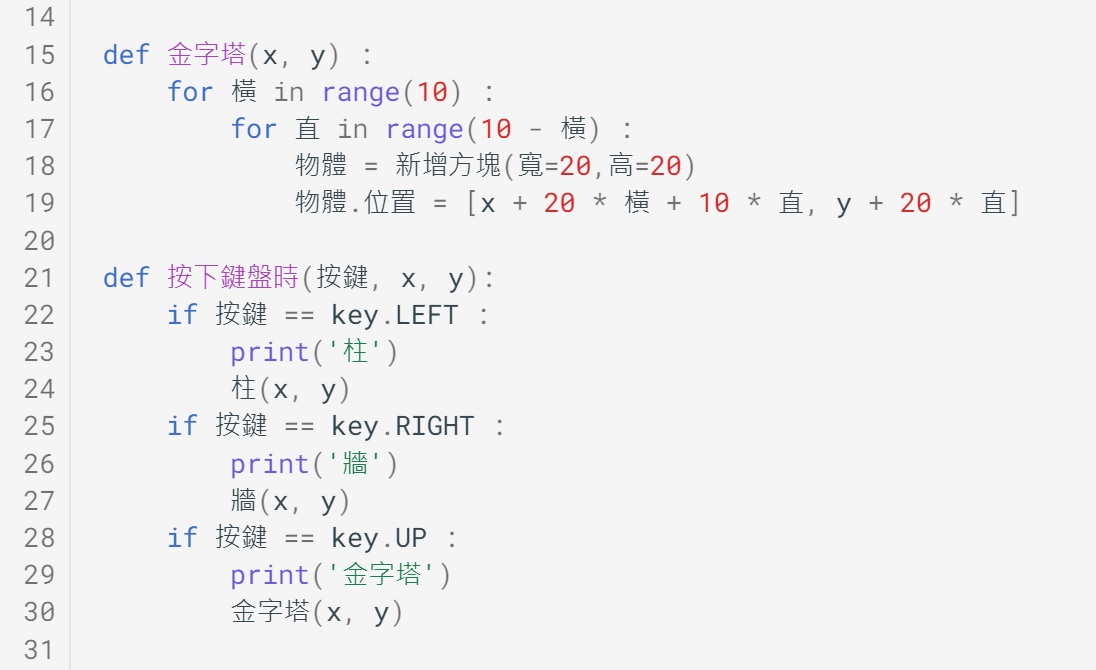 14
15 def 金字塔(x, y) :
16     for 橫 in range(10) :
17         for 直 in range(10 - 橫) :
18             物體 = 新增方塊(寬=20,高=20)
19             物體.位置 = [x + 20 * 橫 + 10 * 直, y + 20 * 直]
20
21 def 按下鍵盤時(按鍵, x, y):
22     if 按鍵 == key.LEFT :
23         print('柱')
24         柱(x, y)
25     if 按鍵 == key.RIGHT :
26         print('牆')
27         牆(x, y)
28     if 按鍵 == key.UP :
29         print('金字塔')
30         金字塔(x, y)
31